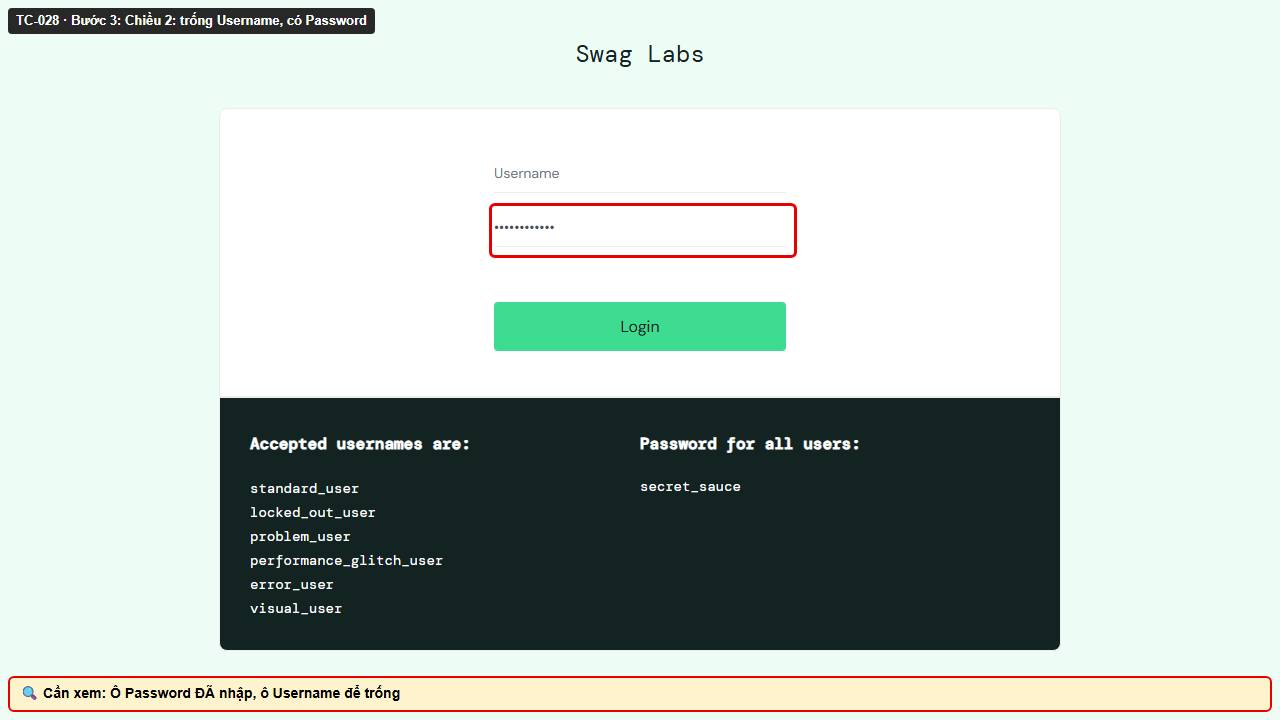 TC-028 · Bước 3: Chiều 2: trống Username, có Password
Swag Labs
Username
••••••••••••
Login
Accepted usernames are:
standard_user
locked_out_user
problem_user
performance_glitch_user
error_user
visual_user
Password for all users:
secret_sauce
🔍 Cần xem: Ô Password ĐÃ nhập, ô Username để trống